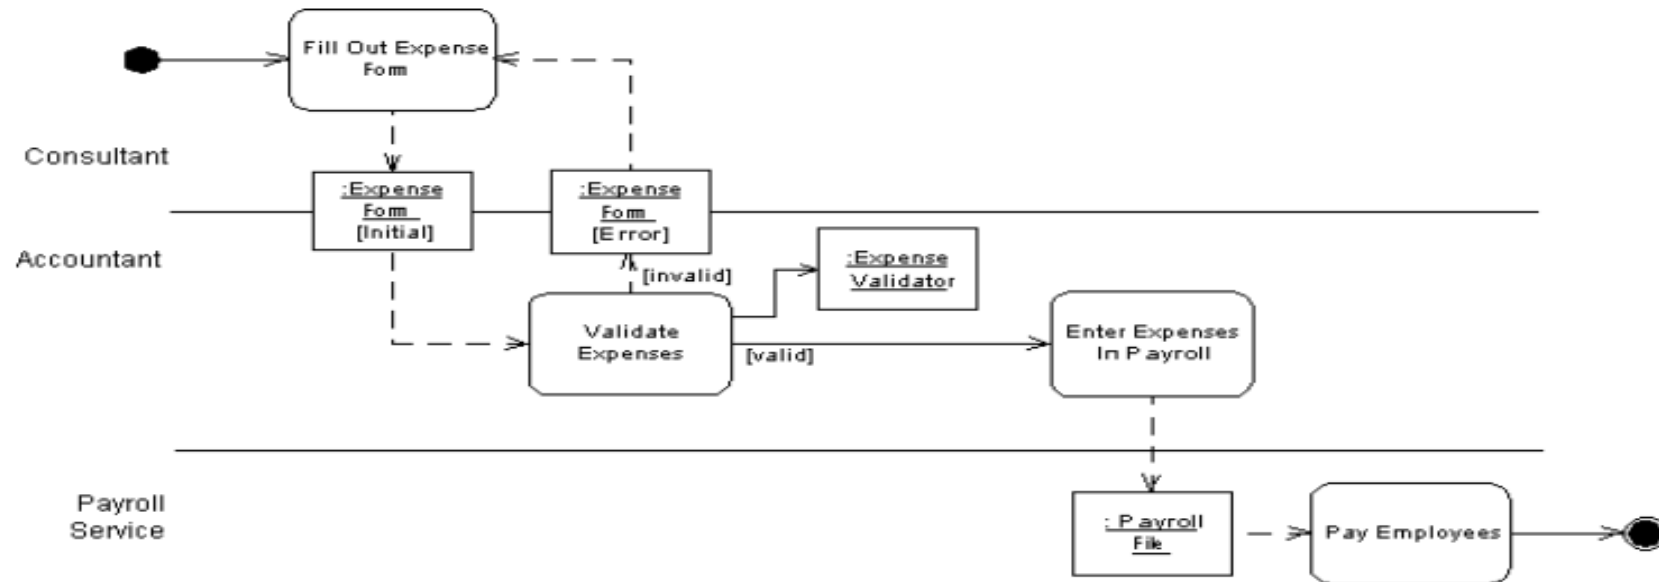 Fill Out Expense
Form
Consultant
:Expense
Form
[Initial]
:Expense
Form
[Error]
Accountant
[invalid]
:Expense
Validator
Validate
Expenses
[valid]
Enter Expenses
In Payroll
Payroll
Service
: Payroll
File
Pay Employees